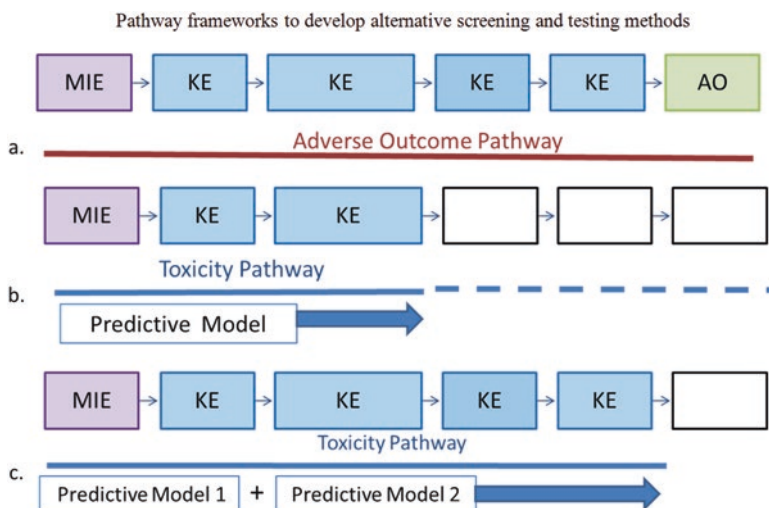 Pathway frameworks to develop alternative screening and testing methods
MIE KE KE KE KE AO
a. Adverse Outcome Pathway
MIE KE KE
Toxicity Pathway
b.
Predictive Model
MIE KE KE KE KE
Toxicity Pathway
c.
Predictive Model 1 + Predictive Model 2